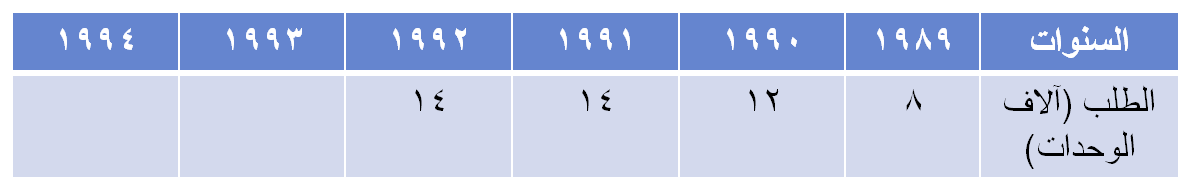 السنوات ١٩٨٩ ١٩٩٠ ١٩٩١ ١٩٩٢ ١٩٩٣ ١٩٩٤
الطلب (آلاف ٨ ١٢ ١٤ ١٤
الوحدات)